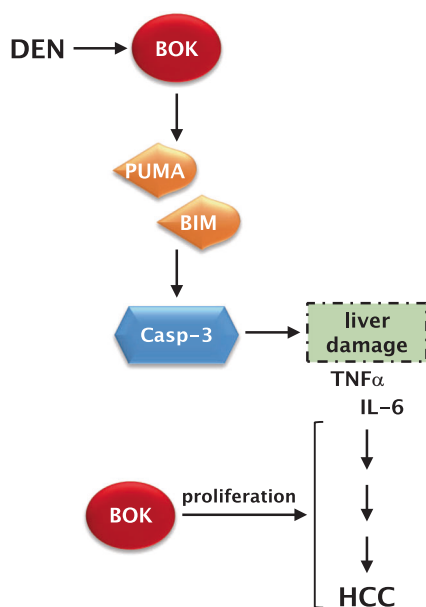 DEN
BOK
PUMA
BIM
Casp-3
liver
damage
TNFα
IL-6
proliferation
BOK
HCC